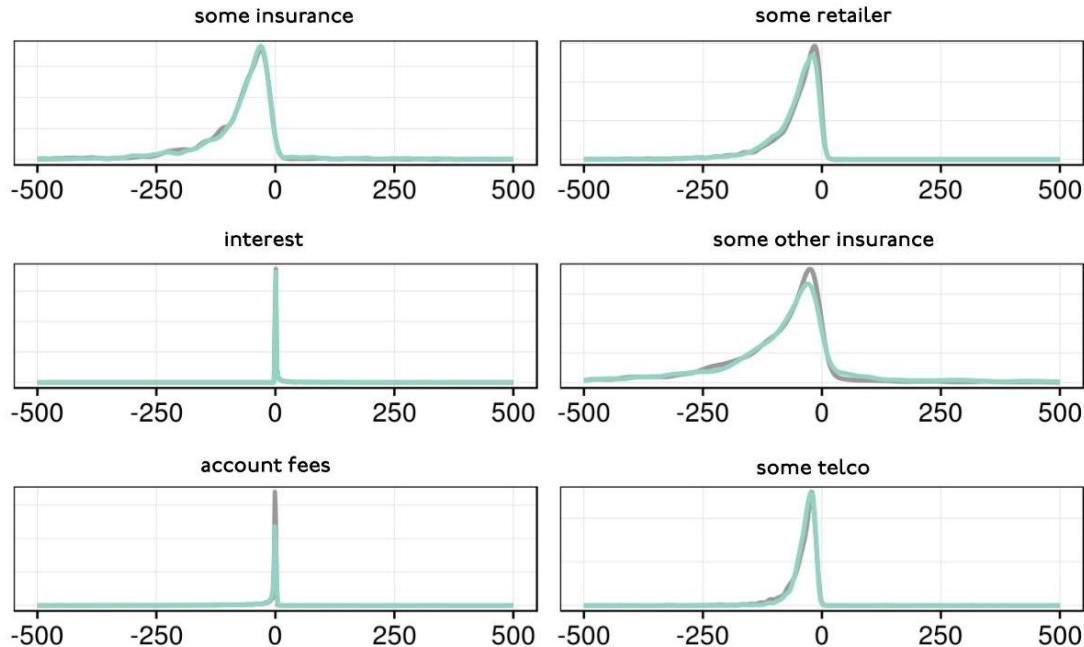 some insurance
-500 -250 0 250 500
some retailer
-500 -250 0 250 500
interest
-500 -250 0 250 500
some other insurance
-500 -250 0 250 500
account fees
-500 -250 0 250 500
some telco
-500 -250 0 250 500